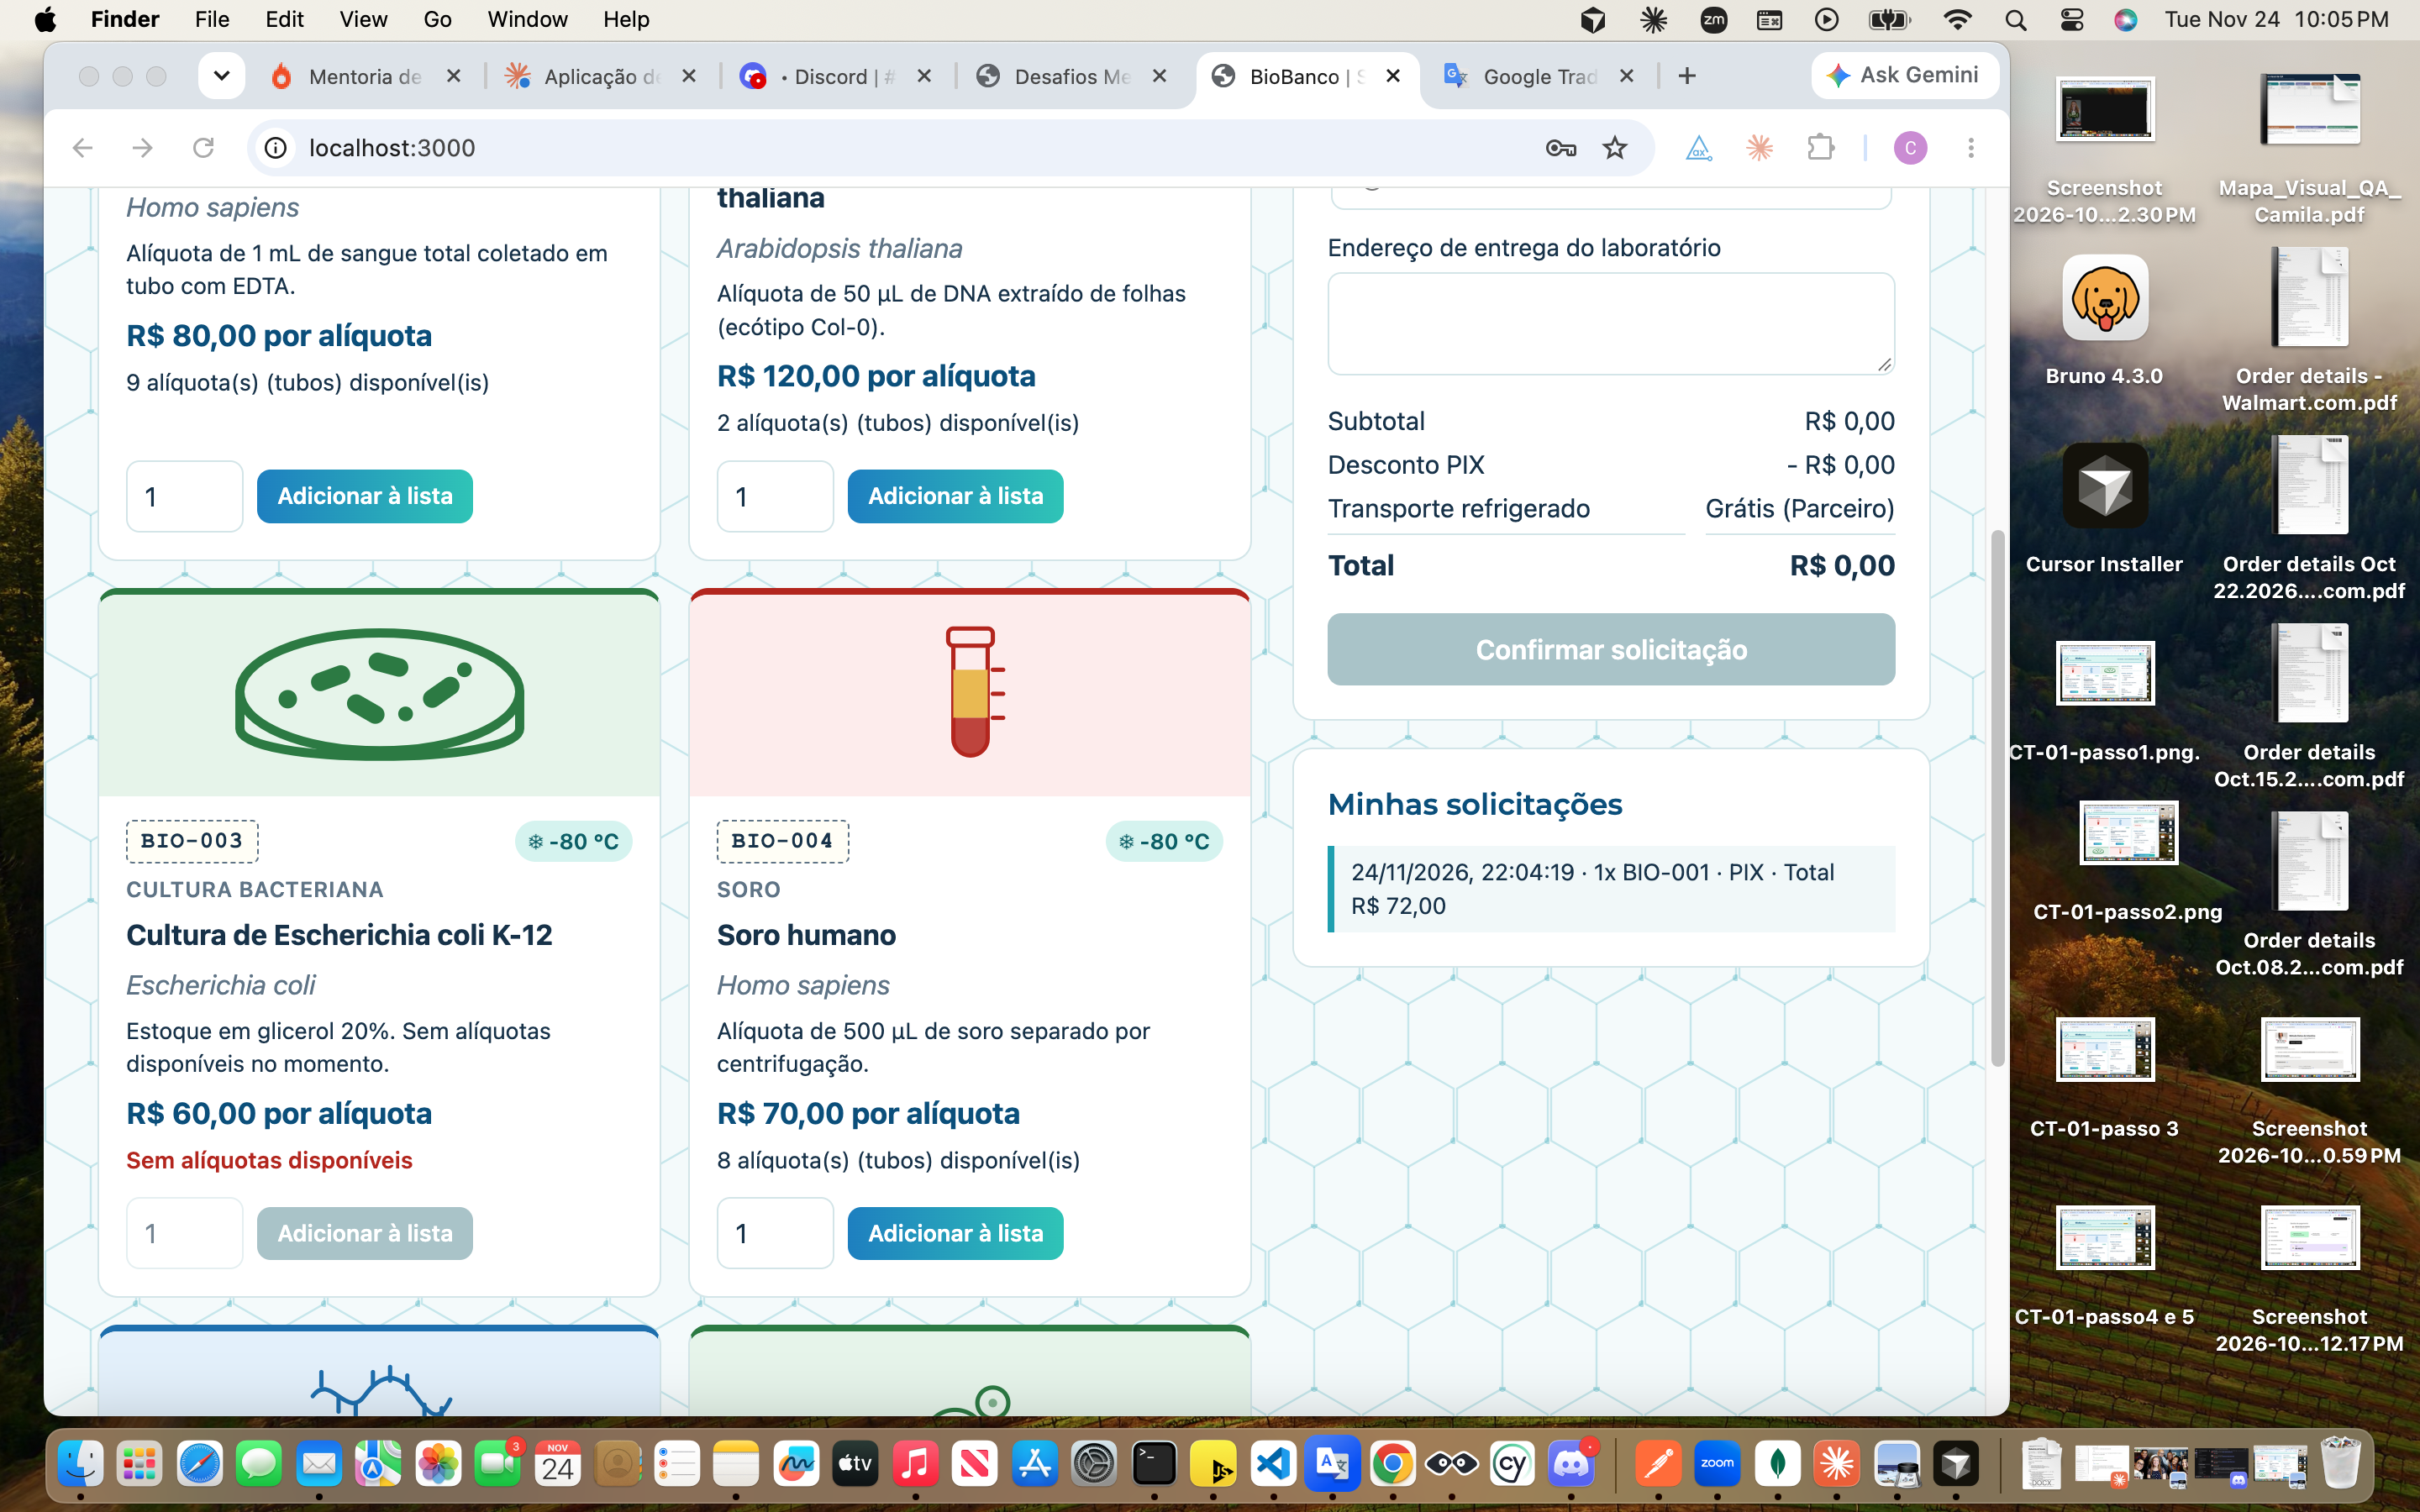 Finder File Edit View Go Window Help
zm
Tue Nov 24 10:05 PM
Mentoria de
Aplicação de
• Discord | #
Desafios Me
BioBanco | S
Google Trad
Ask Gemini
localhost:3000
C
Homo sapiens
Alíquota de 1 mL de sangue total coletado em
tubo com EDTA.
R$ 80,00 por alíquota
9 alíquota(s) (tubos) disponível(is)
1
Adicionar à lista
thaliana
Arabidopsis thaliana
Alíquota de 50 µL de DNA extraído de folhas
(ecótipo Col-0).
R$ 120,00 por alíquota
2 alíquota(s) (tubos) disponível(is)
1
Adicionar à lista
BIO-003
❄ -80 °C
CULTURA BACTERIANA
Cultura de Escherichia coli K-12
Escherichia coli
Estoque em glicerol 20%. Sem alíquotas
disponíveis no momento.
R$ 60,00 por alíquota
Sem alíquotas disponíveis
1
Adicionar à lista
BIO-004
❄ -80 °C
SORO
Soro humano
Homo sapiens
Alíquota de 500 µL de soro separado por
centrifugação.
R$ 70,00 por alíquota
8 alíquota(s) (tubos) disponível(is)
1
Adicionar à lista
Endereço de entrega do laboratório
Subtotal R$ 0,00
Desconto PIX - R$ 0,00
Transporte refrigerado Grátis (Parceiro)
Total R$ 0,00
Confirmar solicitação
Minhas solicitações
24/11/2026, 22:04:19 · 1x BIO-001 · PIX · Total
R$ 72,00
Screenshot
2026-10...2.30 PM
Mapa_Visual_QA_
Camila.pdf
Bruno 4.3.0
Order details -
Walmart.com.pdf
Cursor Installer
Order details Oct
22.2026....com.pdf
CT-01-passo1.png.
Order details
Oct.15.2....com.pdf
CT-01-passo2.png
Order details
Oct.08.2...com.pdf
CT-01-passo 3
Screenshot
2026-10...0.59 PM
CT-01-passo4 e 5
Screenshot
2026-10...12.17 PM
3
NOV
24
tv
>_
JS
A
cy
zoom
DOCX